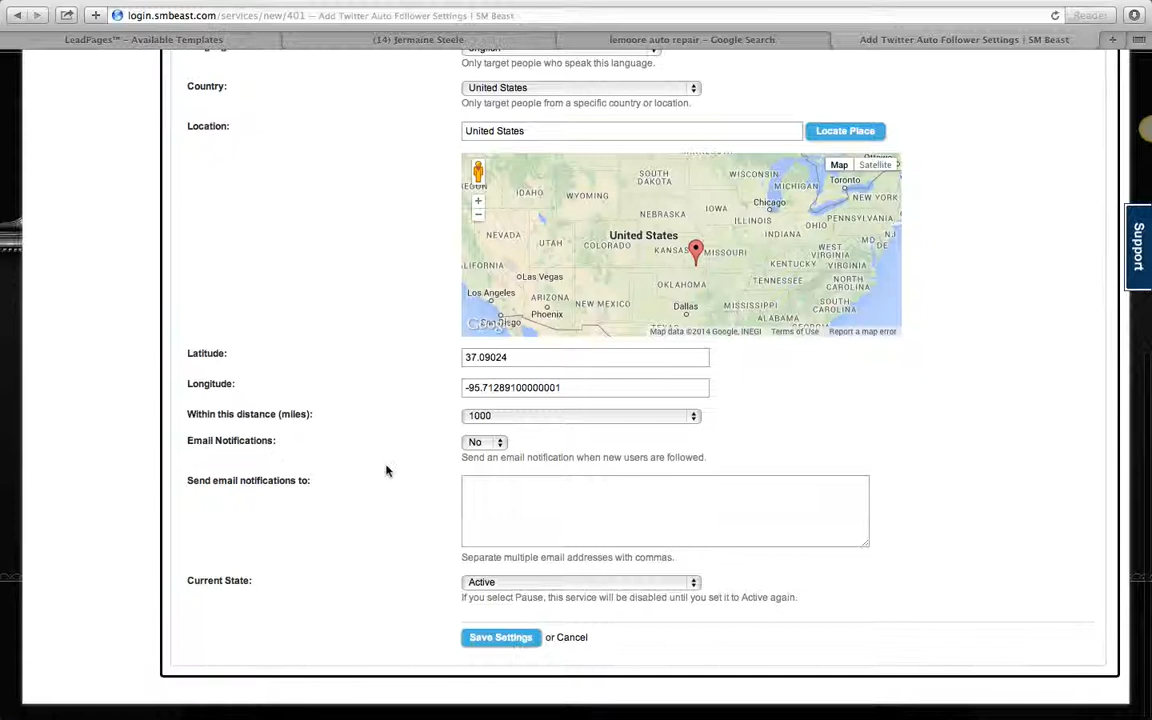 login.smbeast.com/services/new/401 — Add Twitter Auto Follower Settings | SM Beast
Reader
LeadPages™ – Available Templates
(14) Jermaine Steele
lemoore auto repair – Google Search
Add Twitter Auto Follower Settings | SM Beast
English
Only target people who speak this language.
Country:
United States
Only target people from a specific country or location.
Location:
United States
Locate Place
Map
Satellite
Ottawa
SOUTH DAKOTA
WISCONSIN
MICHIGAN
Toronto
IDAHO
WYOMING
Chicago
NEW YORK
IOWA
NEBRASKA
ILLINOIS
PENNSYLVANIA
OHIO
NEVADA
United States
INDIANA
MD
UTAH
COLORADO
KANSAS
MISSOURI
WEST VIRGINIA
DE
NJ
KENTUCKY
VIRGINIA
Las Vegas
OKLAHOMA
TENNESSEE
NORTH CAROLINA
Los Angeles
ARIZONA
NEW MEXICO
Dallas
MISSISSIPPI
SOUTH CAROLINA
Phoenix
ALABAMA
San Diego
Map data ©2014 Google, INEGI
Terms of Use
Report a map error
Support
Latitude:
37.09024
Longitude:
-95.71289100000001
Within this distance (miles):
1000
Email Notifications:
No
Send an email notification when new users are followed.
Send email notifications to:
Separate multiple email addresses with commas.
Current State:
Active
If you select Pause, this service will be disabled until you set it to Active again.
Save Settings or Cancel